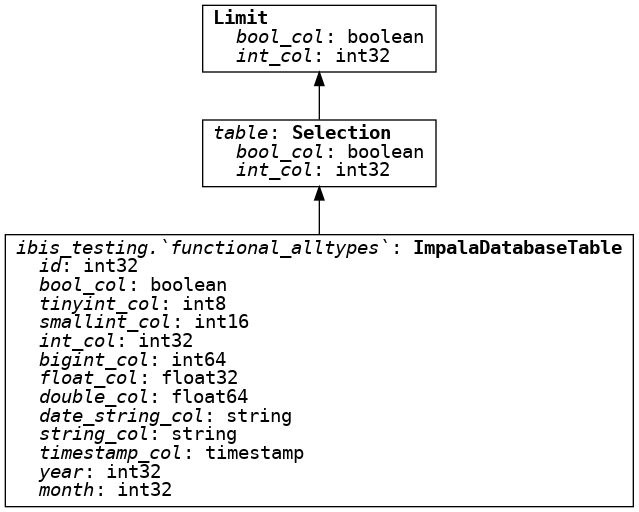 Limit
bool_col: boolean
int_col: int32
table: Selection
bool_col: boolean
int_col: int32
ibis_testing.`functional_alltypes`: ImpalaDatabaseTable
id: int32
bool_col: boolean
tinyint_col: int8
smallint_col: int16
int_col: int32
bigint_col: int64
float_col: float32
double_col: float64
date_string_col: string
string_col: string
timestamp_col: timestamp
year: int32
month: int32